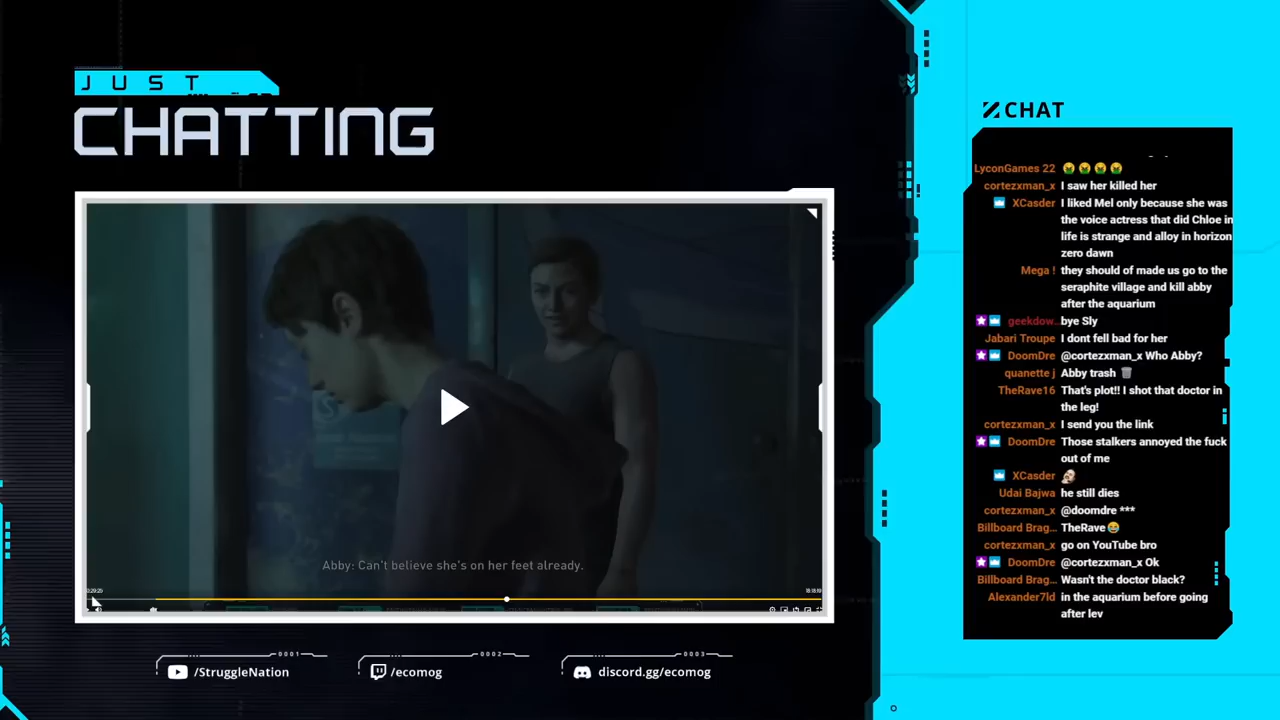 JUST
CHATTING
Abby: Can't believe she's on her feet already.
0001
/StruggleNation
0002
/ecomog
0003
discord.gg/ecomog
CHAT
LyconGames 22
cortezxman_x I saw her killed her
XCasder I liked Mel only because she was
the voice actress that did Chloe in
life is strange and alloy in horizon
zero dawn
Mega ! they should of made us go to the
seraphite village and kill abby
after the aquarium
geekdow... bye Sly
Jabari Troupe I dont fell bad for her
DoomDre @cortezxman_x Who Abby?
quanette j Abby trash 🗑️
TheRave16 That's plot!! I shot that doctor in
the leg!
cortezxman_x I send you the link
DoomDre Those stalkers annoyed the fuck
out of me
XCasder
Udai Bajwa he still dies
cortezxman_x @doomdre ***
Billboard Brag... TheRave😂
cortezxman_x go on YouTube bro
DoomDre @cortezxman_x Ok
Billboard Brag... Wasn't the doctor black?
Alexander7ld in the aquarium before going
after lev